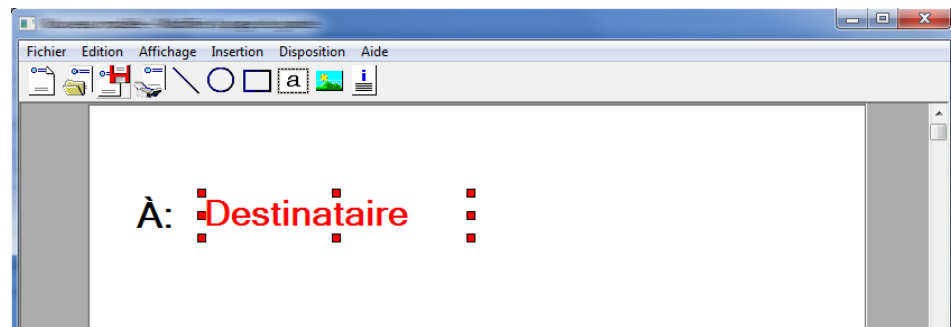 Fichier Edition Affichage Insertion Disposition Aide
a
À: Destinataire